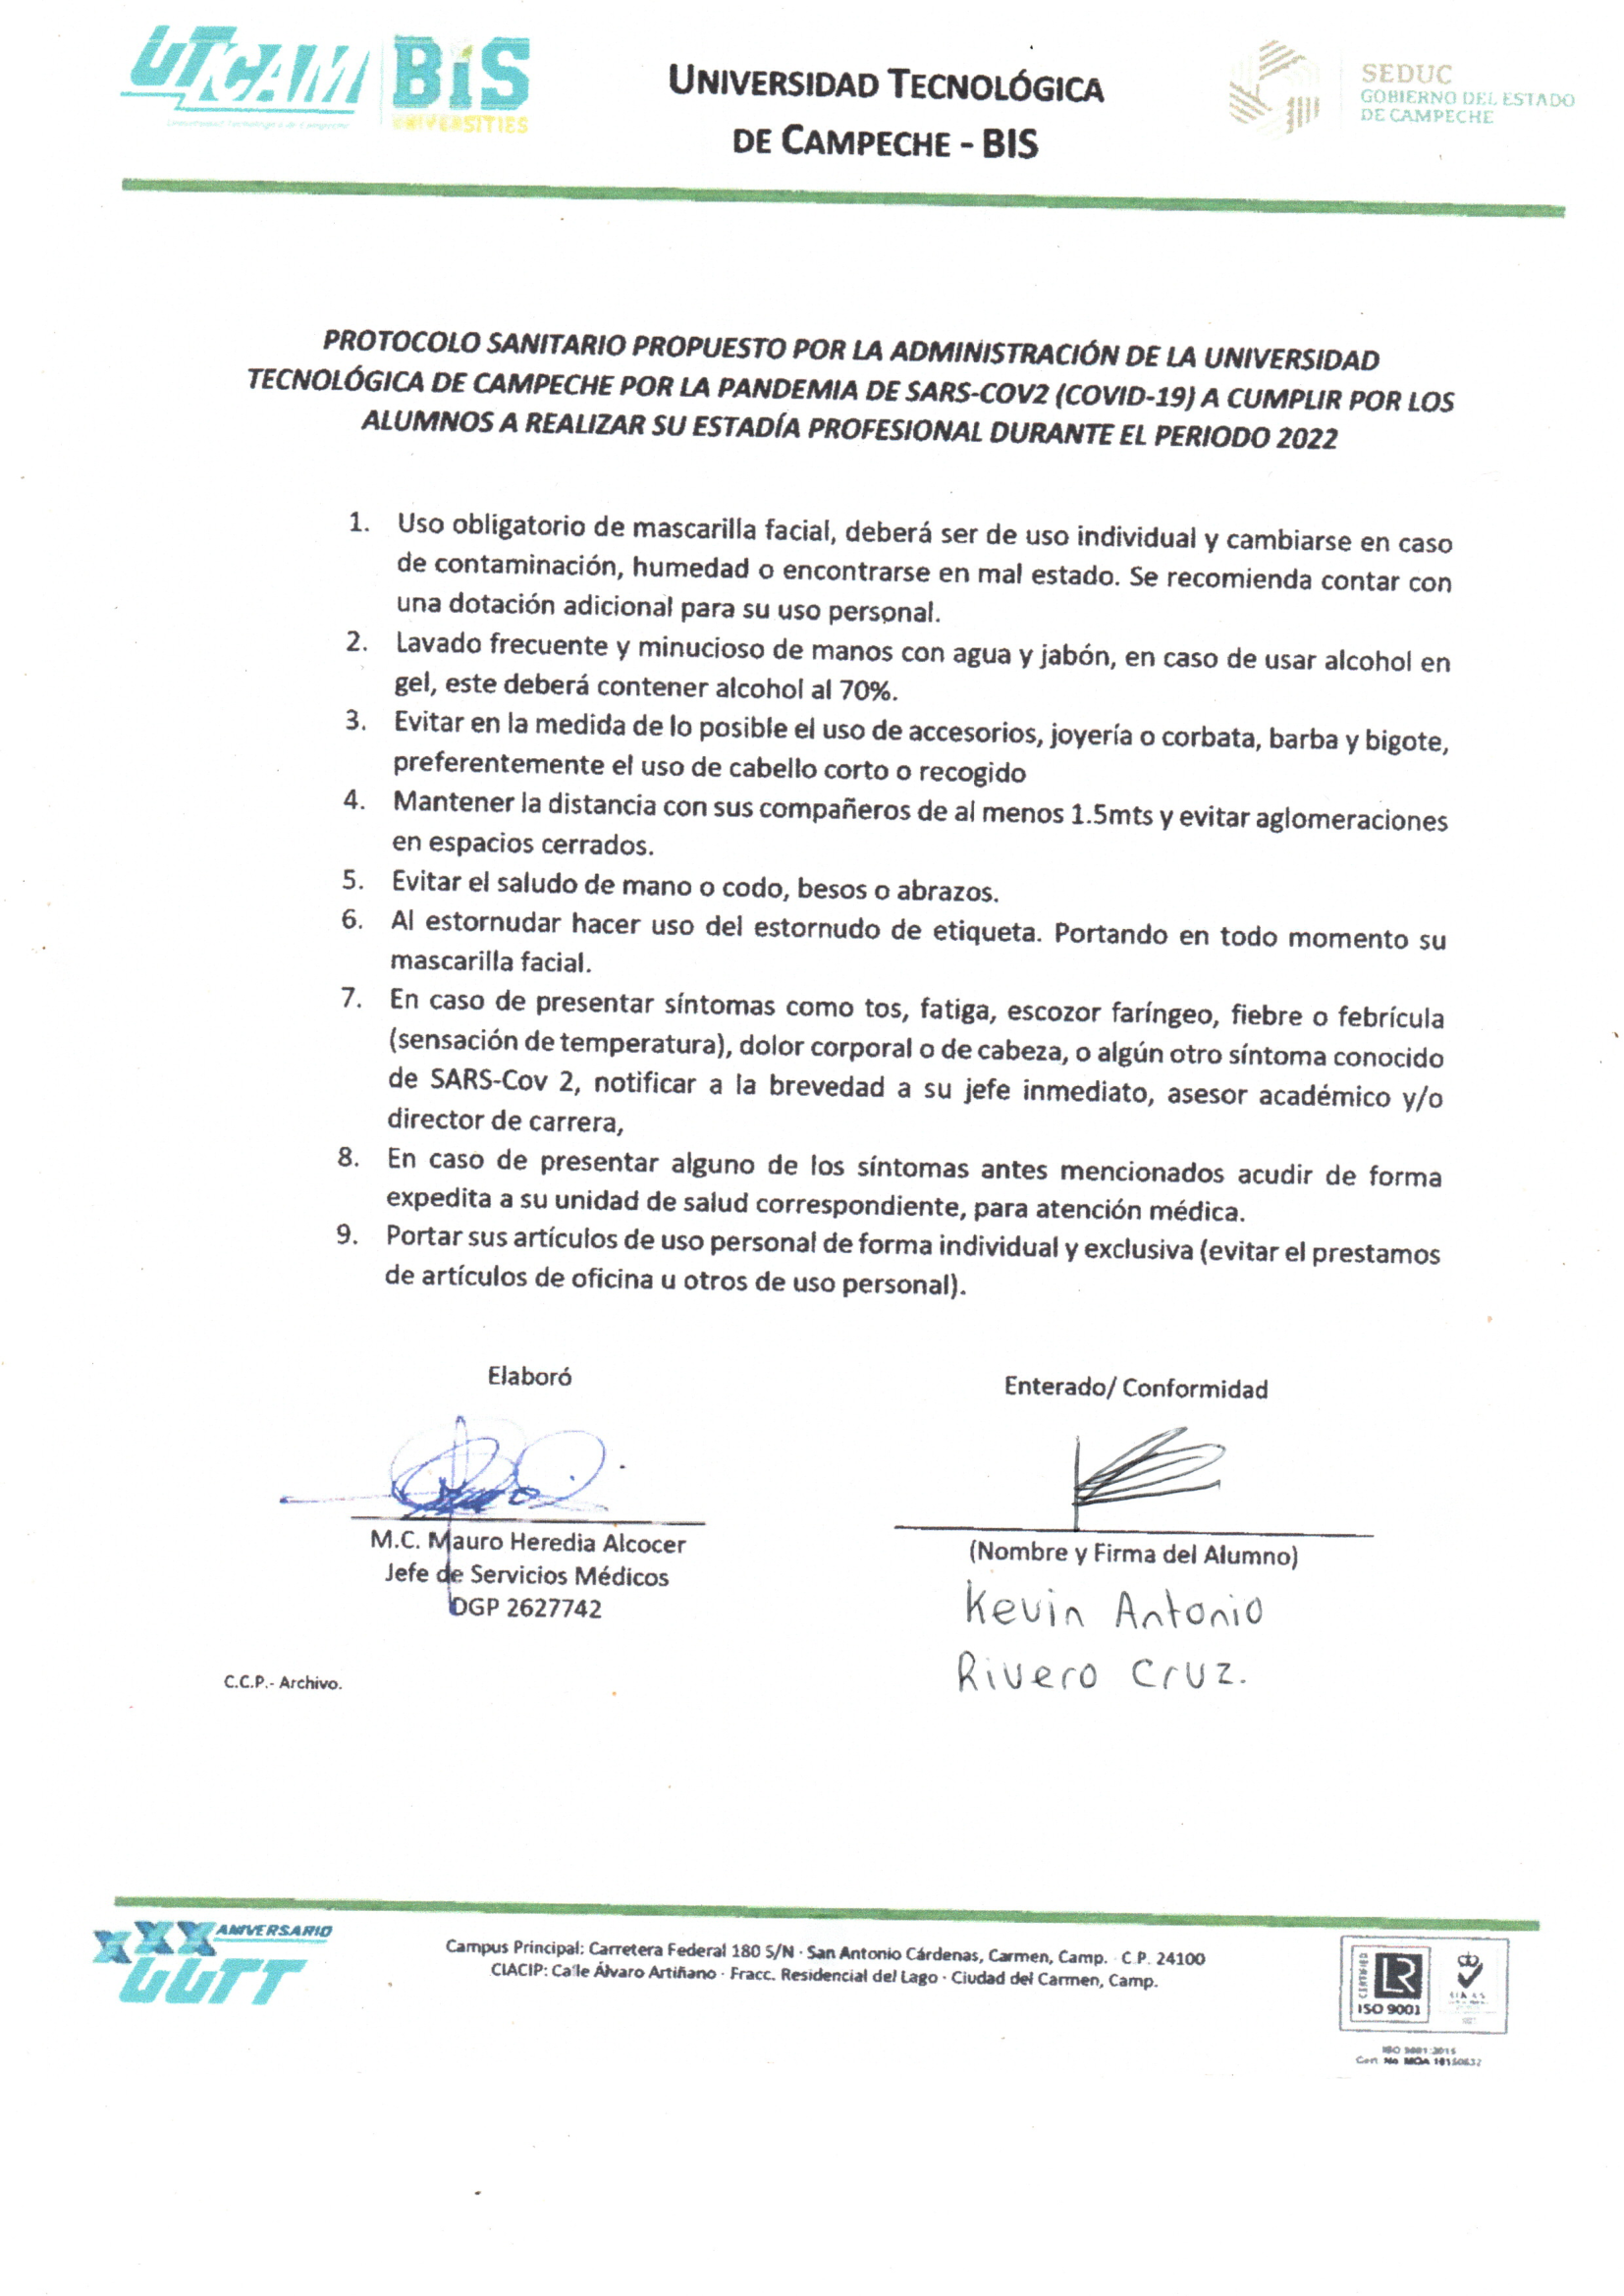 UTCAM BiS
Universidad Tecnológica de Campeche
UNIVERSITIES
UNIVERSIDAD TECNOLÓGICA
DE CAMPECHE - BIS
SEDUC
GOBIERNO DEL ESTADO
DE CAMPECHE
PROTOCOLO SANITARIO PROPUESTO POR LA ADMINISTRACIÓN DE LA UNIVERSIDAD
TECNOLÓGICA DE CAMPECHE POR LA PANDEMIA DE SARS-COV2 (COVID-19) A CUMPLIR POR LOS
ALUMNOS A REALIZAR SU ESTADÍA PROFESIONAL DURANTE EL PERIODO 2022
1. Uso obligatorio de mascarilla facial, deberá ser de uso individual y cambiarse en caso
de contaminación, humedad o encontrarse en mal estado. Se recomienda contar con
una dotación adicional para su uso personal.
2. Lavado frecuente y minucioso de manos con agua y jabón, en caso de usar alcohol en
gel, este deberá contener alcohol al 70%.
3. Evitar en la medida de lo posible el uso de accesorios, joyería o corbata, barba y bigote,
preferentemente el uso de cabello corto o recogido
4. Mantener la distancia con sus compañeros de al menos 1.5mts y evitar aglomeraciones
en espacios cerrados.
5. Evitar el saludo de mano o codo, besos o abrazos.
6. Al estornudar hacer uso del estornudo de etiqueta. Portando en todo momento su
mascarilla facial.
7. En caso de presentar síntomas como tos, fatiga, escozor faríngeo, fiebre o febrícula
(sensación de temperatura), dolor corporal o de cabeza, o algún otro síntoma conocido
de SARS-Cov 2, notificar a la brevedad a su jefe inmediato, asesor académico y/o
director de carrera,
8. En caso de presentar alguno de los síntomas antes mencionados acudir de forma
expedita a su unidad de salud correspondiente, para atención médica.
9. Portar sus artículos de uso personal de forma individual y exclusiva (evitar el prestamos
de artículos de oficina u otros de uso personal).
Elaboró
Enterado/ Conformidad
M.C. Mauro Heredia Alcocer
Jefe de Servicios Médicos
DGP 2627742
(Nombre y Firma del Alumno)
Kevin Antonio
Rivero Cruz.
C.C.P.- Archivo.
XXX ANIVERSARIO
UUTT
Campus Principal: Carretera Federal 180 S/N · San Antonio Cárdenas, Carmen, Camp. · C.P. 24100
CIACIP: Calle Álvaro Artiñano · Fracc. Residencial del Lago · Ciudad del Carmen, Camp.
CERTIFIED
LR
ISO 9001
UKAS
ISO 9001:2015
Cert No MQA